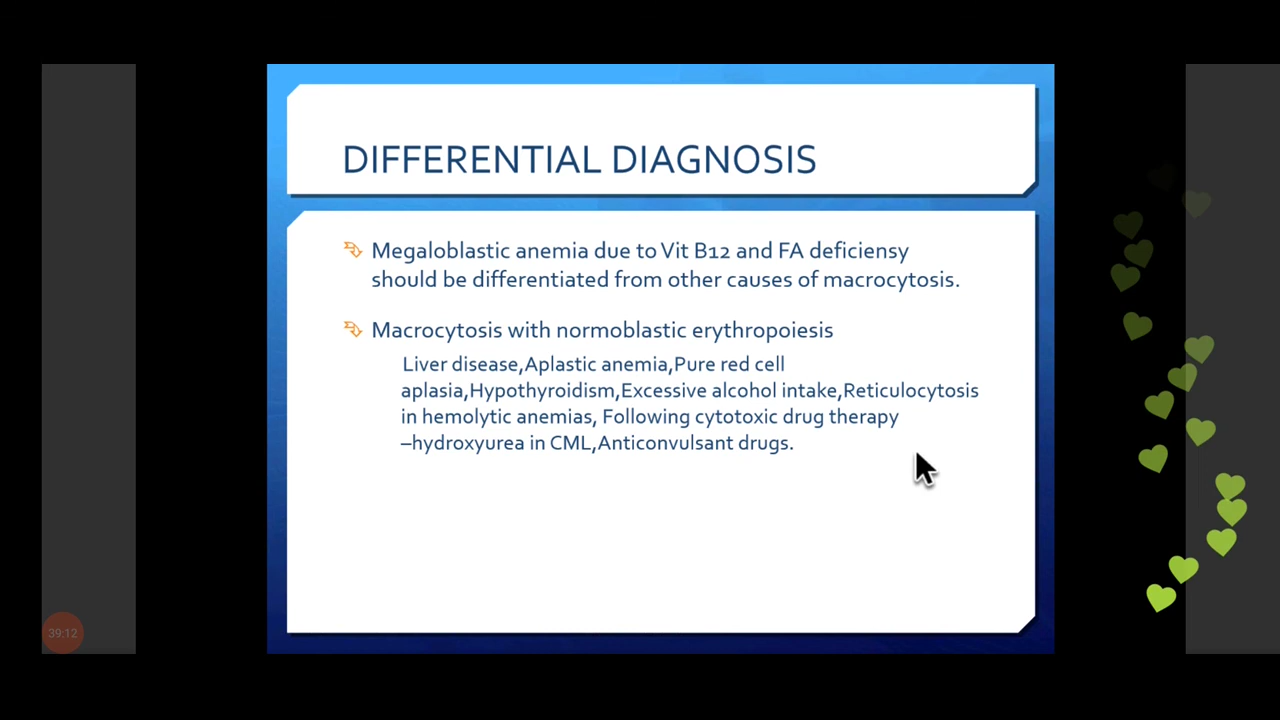 DIFFERENTIAL DIAGNOSIS
Megaloblastic anemia due to Vit B12 and FA deficiensy
should be differentiated from other causes of macrocytosis.
Macrocytosis with normoblastic erythropoiesis
Liver disease,Aplastic anemia,Pure red cell
aplasia,Hypothyroidism,Excessive alcohol intake,Reticulocytosis
in hemolytic anemias, Following cytotoxic drug therapy
–hydroxyurea in CML,Anticonvulsant drugs.
39:12